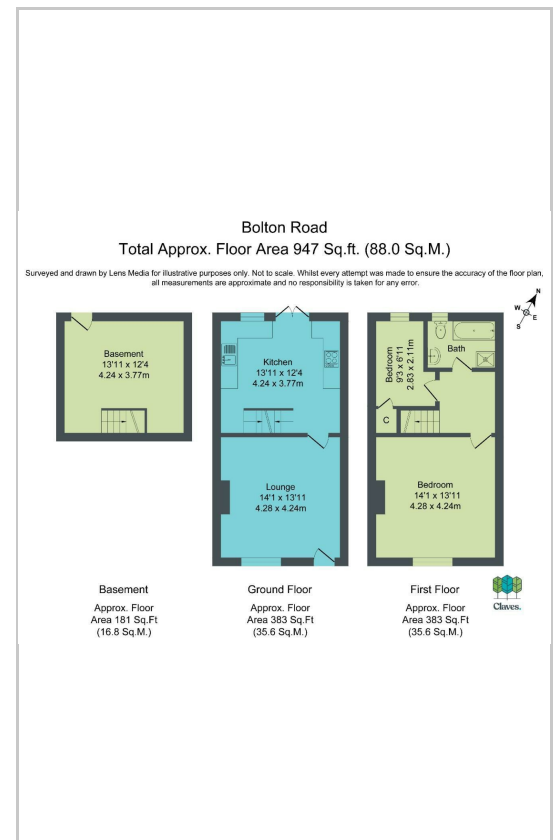 Bolton Road
Total Approx. Floor Area 947 Sq.ft. (88.0 Sq.M.)
Surveyed and drawn by Lens Media for illustrative purposes only. Not to scale. Whilst every attempt was made to ensure the accuracy of the floor plan,
all measurements are approximate and no responsibility is taken for any error.
N
W
E
S
Basement
13'11 x 12'4
4.24 x 3.77m
Kitchen
13'11 x 12'4
4.24 x 3.77m
Bedroom
9'3 x 6'11
2.83 x 2.11m
Bath
C
Lounge
14'1 x 13'11
4.28 x 4.24m
Bedroom
14'1 x 13'11
4.28 x 4.24m
Basement
Approx. Floor
Area 181 Sq.Ft
(16.8 Sq.M.)
Ground Floor
Approx. Floor
Area 383 Sq.Ft
(35.6 Sq.M.)
First Floor
Approx. Floor
Area 383 Sq.Ft
(35.6 Sq.M.)
Claves.